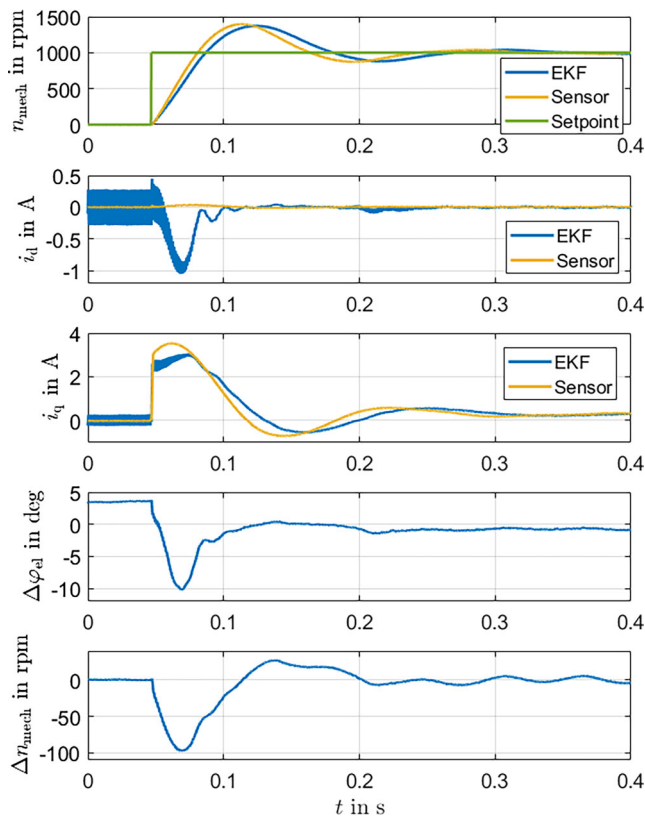 1500
1000
500
0
n_mech in rpm
EKF
Sensor
Setpoint
0 0.1 0.2 0.3 0.4
0.5
0
-0.5
-1
i_d in A
EKF
Sensor
0 0.1 0.2 0.3 0.4
4
2
0
i_q in A
EKF
Sensor
0 0.1 0.2 0.3 0.4
5
0
-5
-10
Δφ_el in deg
0 0.1 0.2 0.3 0.4
0
-50
-100
Δn_mech in rpm
0 0.1 0.2 0.3 0.4
t in s